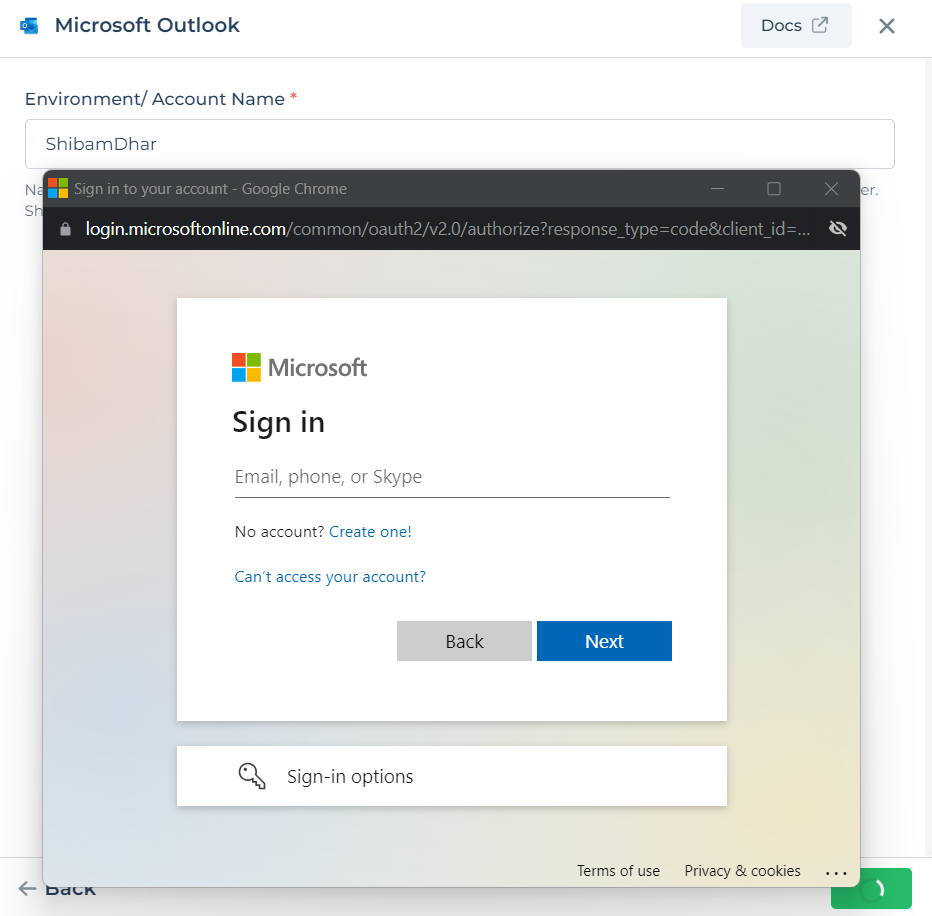 Microsoft Outlook
Docs
Environment/ Account Name *
ShibamDhar
Na
er.
Sh
Sign in to your account - Google Chrome
login.microsoftonline.com/common/oauth2/v2.0/authorize?response_type=code&client_id=...
Microsoft
Sign in
Email, phone, or Skype
No account? Create one!
Can't access your account?
Back Next
Sign-in options
Terms of use Privacy & cookies ...
Back